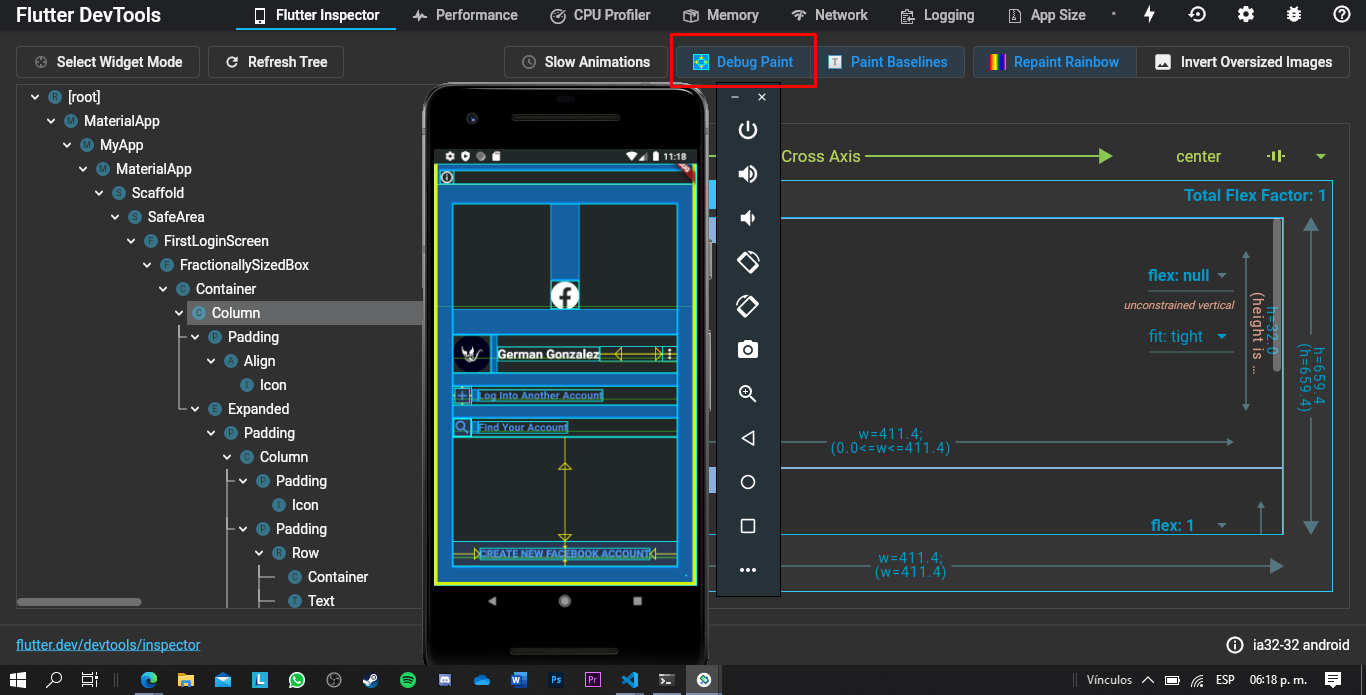 Flutter DevTools
Flutter Inspector
Performance
CPU Profiler
Memory
Network
Logging
App Size
Select Widget Mode
Refresh Tree
Slow Animations
Debug Paint
Paint Baselines
Repaint Rainbow
Invert Oversized Images
[root]
MaterialApp
MyApp
MaterialApp
Scaffold
SafeArea
FirstLoginScreen
FractionallySizedBox
Container
Column
Padding
Align
Icon
Expanded
Padding
Column
Padding
Icon
Padding
Row
Container
Text
11:18
German Gonzalez
Log Into Another Account
Find Your Account
CREATE NEW FACEBOOK ACCOUNT
Cross Axis
center
Total Flex Factor: 1
flex: null
unconstrained vertical
fit: tight
h=32.0
(height is ...
h=659.4
(h=659.4)
w=411.4;
(0.0<=w<=411.4)
flex: 1
w=411.4;
(w=411.4)
flutter.dev/devtools/inspector
ia32-32 android
Vínculos
ESP
06:18 p. m.